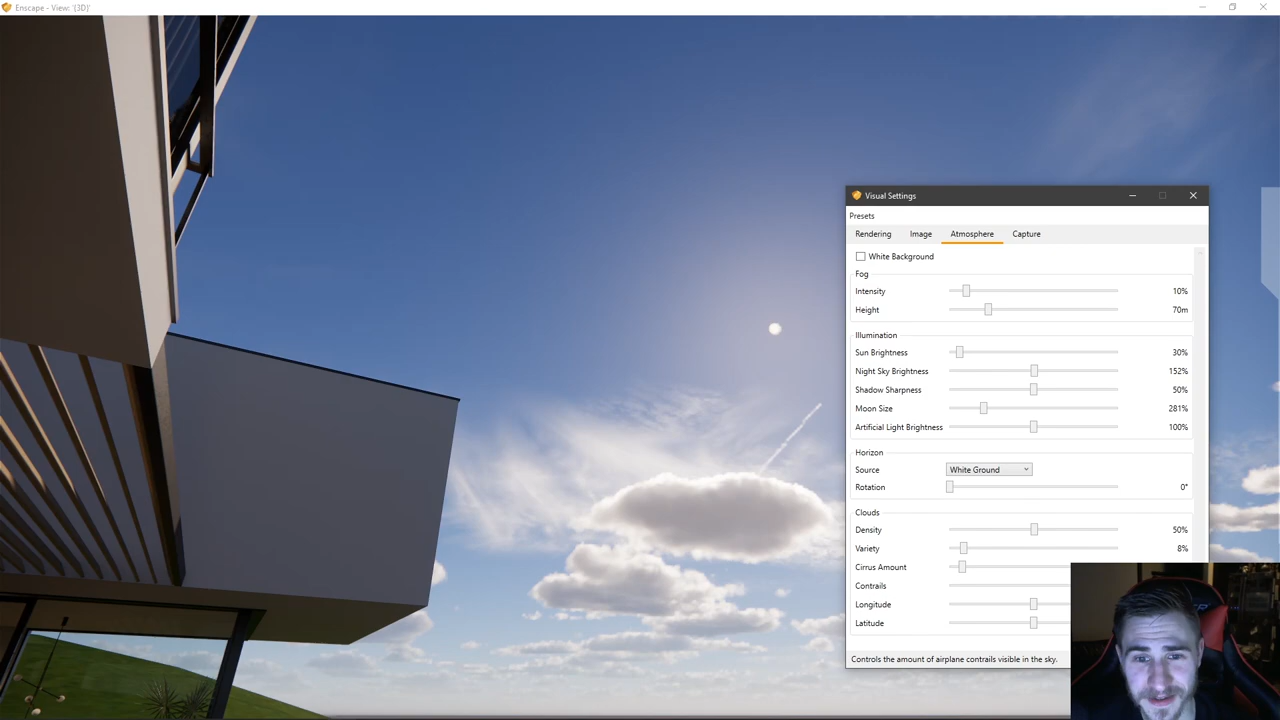 Enscape - View: '{3D}'
Visual Settings
Presets
Rendering Image Atmosphere Capture
White Background
Fog
Intensity 10%
Height 70m
Illumination
Sun Brightness 30%
Night Sky Brightness 152%
Shadow Sharpness 50%
Moon Size 281%
Artificial Light Brightness 100%
Horizon
Source White Ground
Rotation 0°
Clouds
Density 50%
Variety 8%
Cirrus Amount
Contrails
Longitude
Latitude
Controls the amount of airplane contrails visible in the sky.